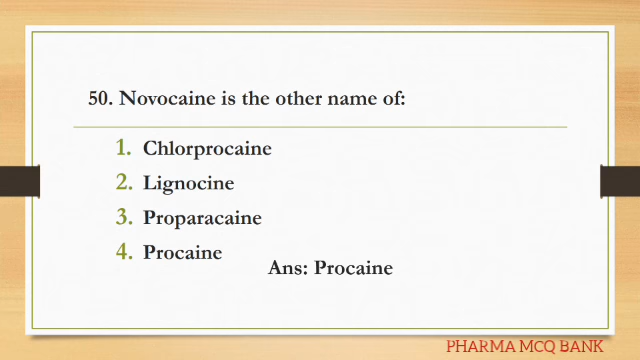 50. Novocaine is the other name of:
1. Chlorprocaine
2. Lignocine
3. Proparacaine
4. Procaine
Ans: Procaine
PHARMA MCQ BANK